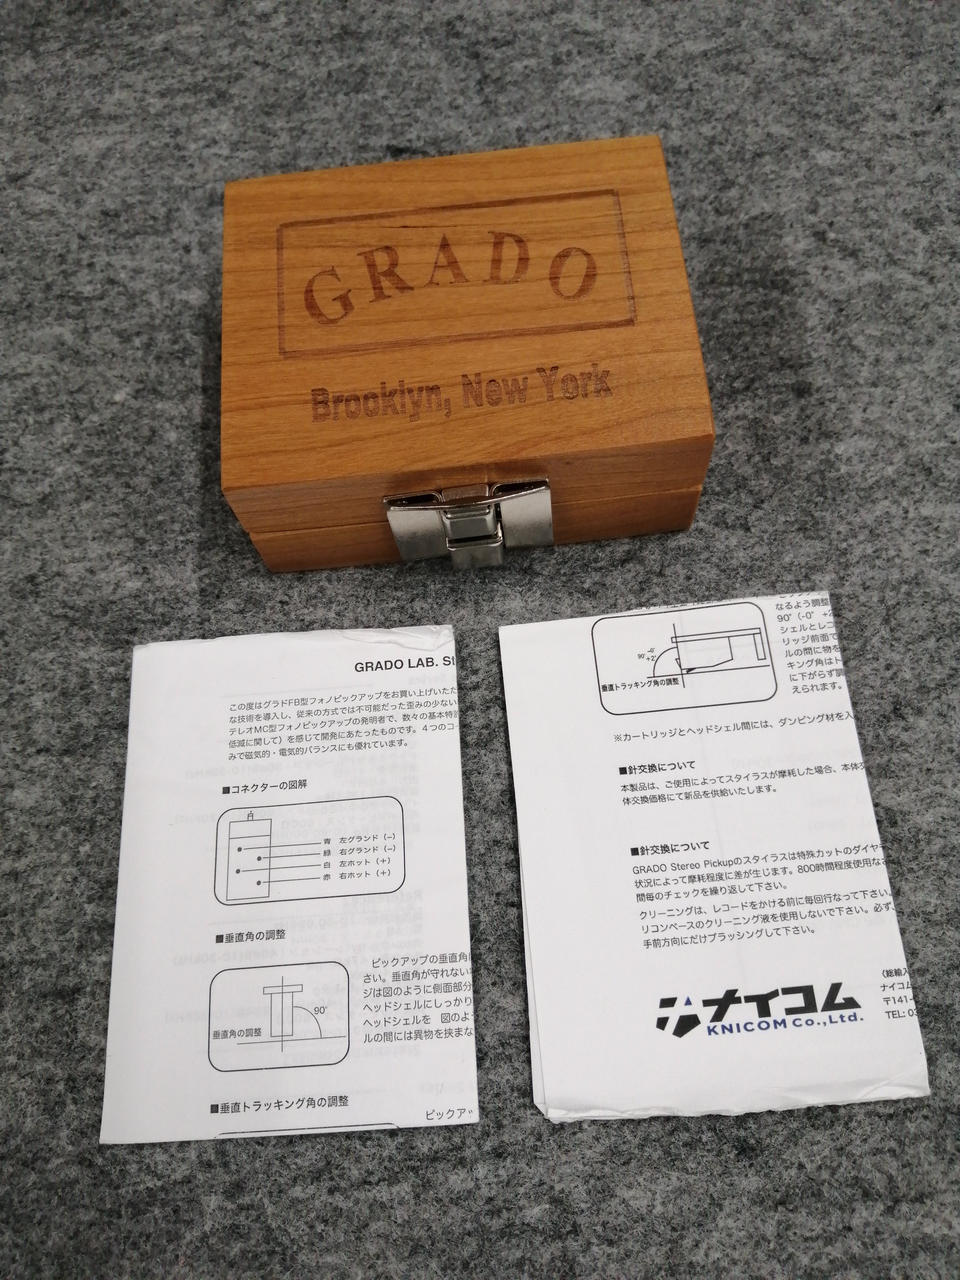 GRADO
Brooklyn, New York
GRADO LAB. St
この度はグラドFB型フォノピックアップをお買い上げいただ
な技術を導入し、従来の方式では不可能だった歪みの少ない
テレオMC型フォノピックアップの発明者で、数々の基本特許
低減に関して）を感じて開発にあたったものです。4つのコー
みで磁気的・電気的バランスにも優れています。
■コネクターの図解
青 左グランド（−）
緑 右グランド（−）
白 左ホット（＋）
赤 右ホット（＋）
■垂直角の調整
90°
垂直角の調整
ピックアップの垂直角
さい。垂直角が守れない
ジは図のように側面部分
ヘッドシェルにしっかり
ヘッドシェルを 図のよ
ルの間には異物を挟まな
■垂直トラッキング角の調整
ピックアッ
90° -0° +2°
垂直トラッキング角の調整
なるよう調整
90°（-0° +2
シェルとレコ
リッジ前面で
ルの間に物を
キング角はト
に下がらず調
えられます。
※カートリッジとヘッドシェル間には、ダンピング材を入
■針交換について
本製品は、ご使用によってスタイラスが摩耗した場合、本体交
体交換価格にて新品を供給いたします。
■針交換について
GRADO Stereo Pickupのスタイラスは特殊カットのダイヤ
状況によって摩耗程度に差が生じます。800時間程度使用な
間毎のチェックを繰り返して下さい。
クリーニングは、レコードをかける前に毎回行なって下さい。
リコンベースのクリーニング液を使用しないで下さい。必ず、
手前方向にだけブラッシングして下さい。
ナイコム
KNICOM Co.,Ltd.
（総輸入
ナイコム
〒141-
TEL: 03